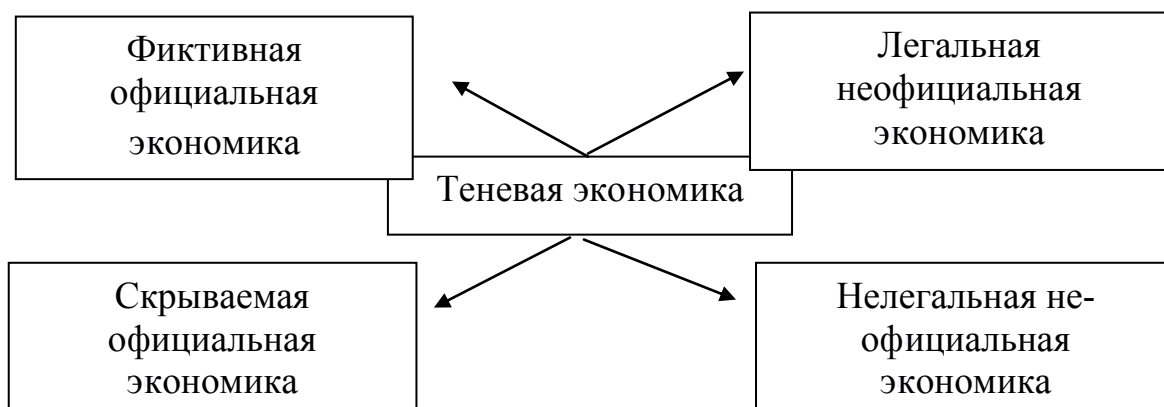 Фиктивная
официальная
экономика
Легальная
неофициальная
экономика
Теневая экономика
Скрываемая
официальная
экономика
Нелегальная не-
официальная
экономика